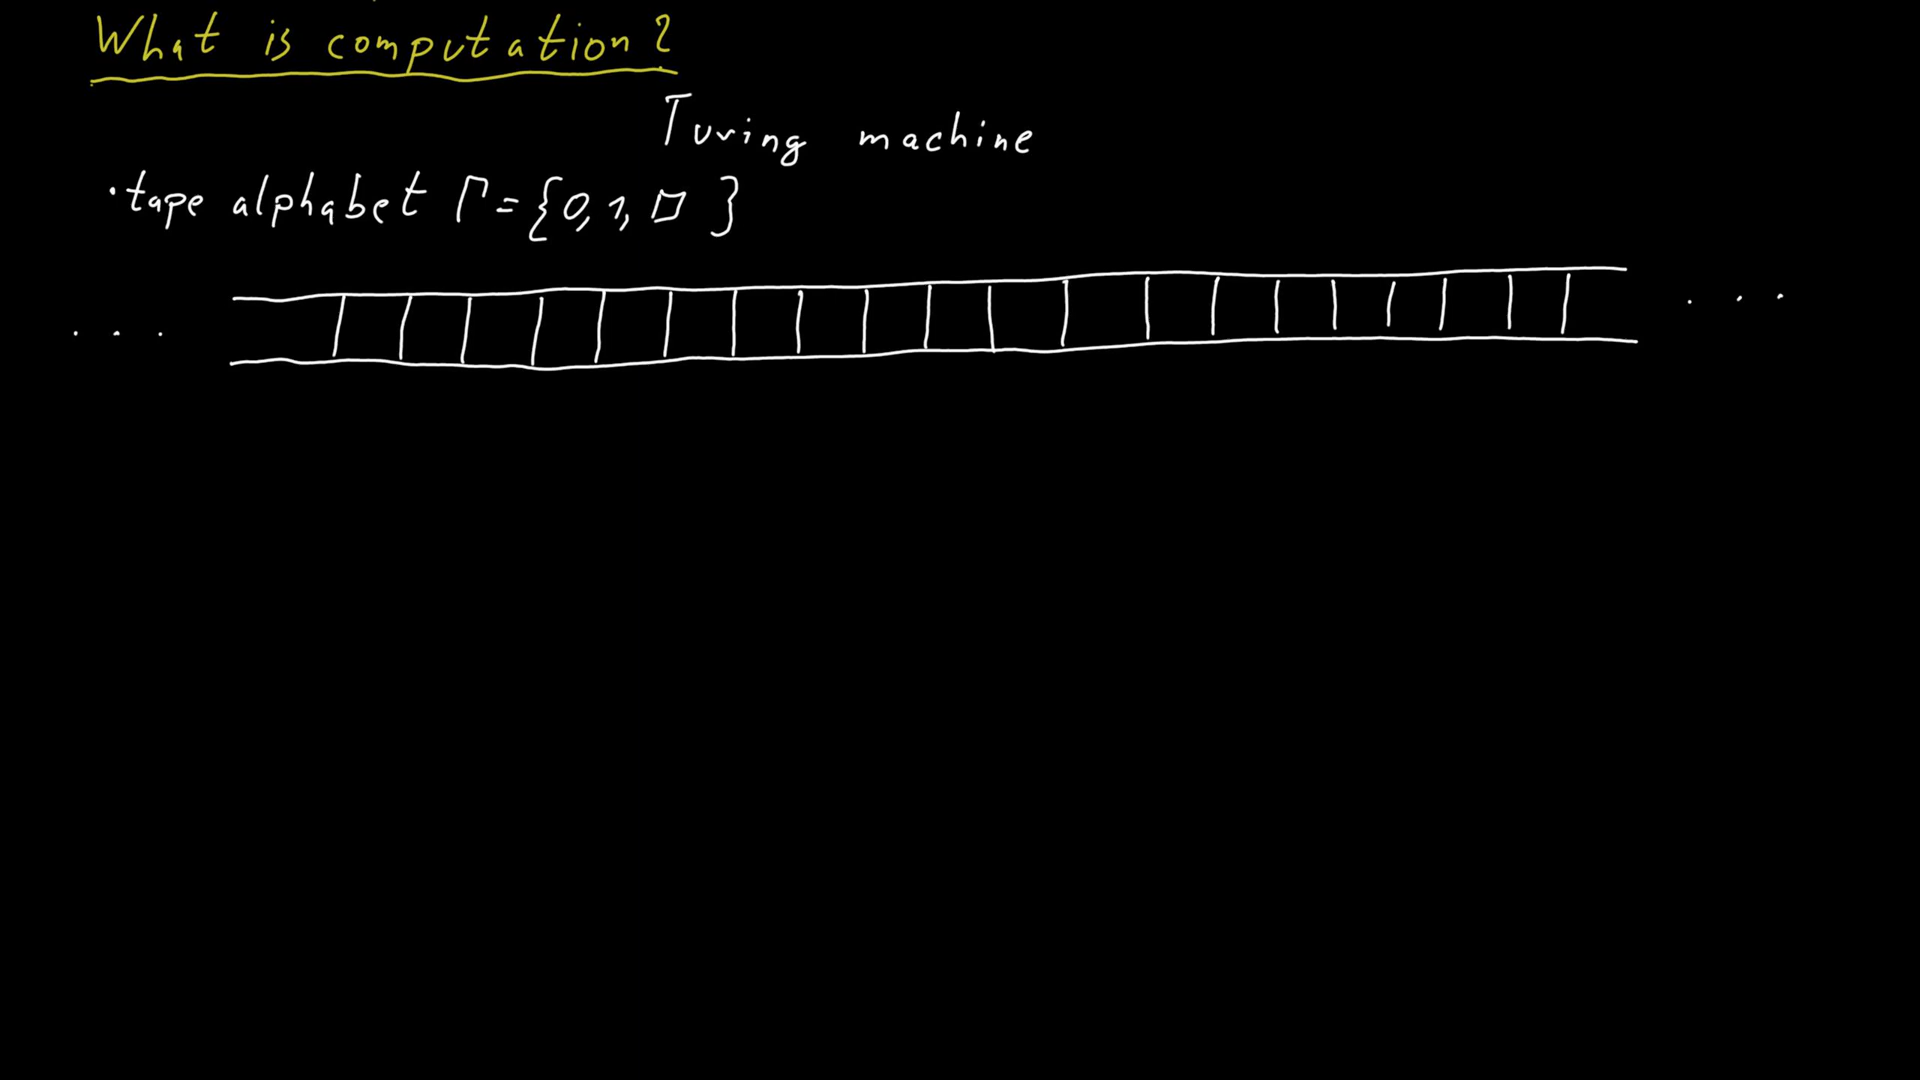 What is computation?
Turing machine
·tape alphabet Γ={0,1,□ }
. . . . . .